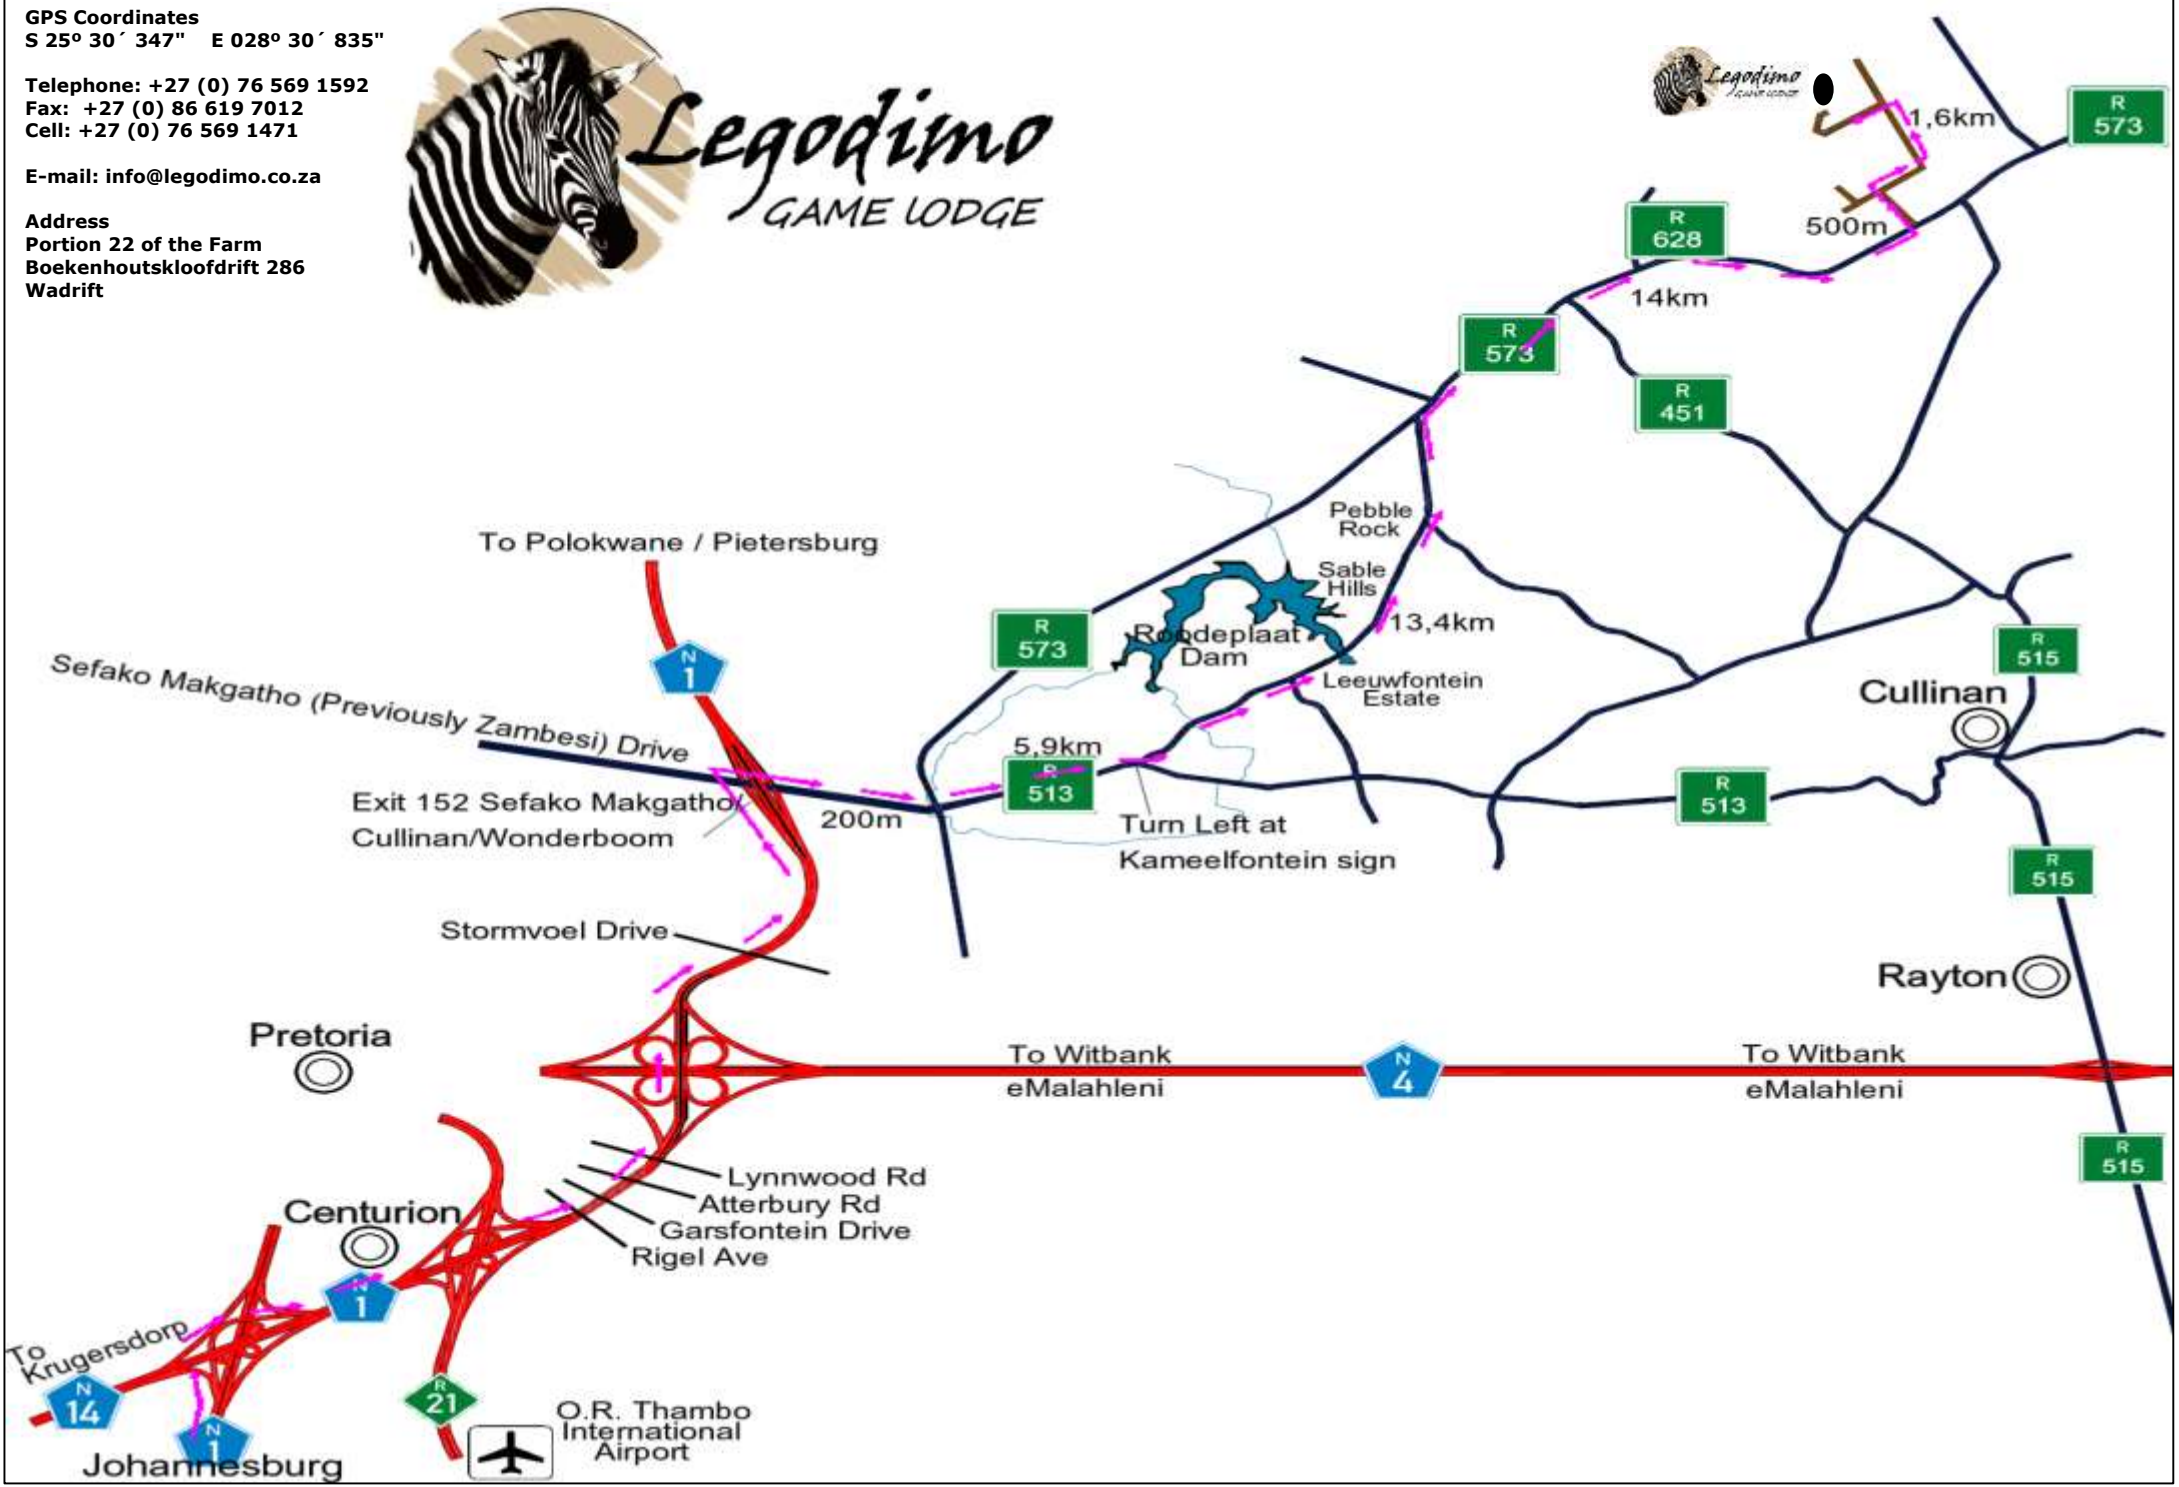 GPS Coordinates
S 25º 30´ 347" E 028º 30´ 835"
Telephone: +27 (0) 76 569 1592
Fax: +27 (0) 86 619 7012
Cell: +27 (0) 76 569 1471
E-mail: info@legodimo.co.za
Address
Portion 22 of the Farm
Boekenhoutskloofdrift 286
Wadrift
Legodimo
GAME LODGE
Legodimo
GAME LODGE
1,6km
R
573
500m
R
628
14km
R
573
R
451
Pebble
Rock
To Polokwane / Pietersburg
Sable
Hills
13,4km
R
573
Roodeplaat
Dam
N
1
Leeuwfontein
Estate
R
515
Cullinan
Sefako Makgatho (Previously Zambesi) Drive
5,9km
R
513
R
513
Exit 152 Sefako Makgatho/
Cullinan/Wonderboom
200m
Turn Left at
Kameelfontein sign
R
515
Stormvoel Drive
Rayton
Pretoria
To Witbank
eMalahleni
N
4
To Witbank
eMalahleni
R
515
Lynnwood Rd
Atterbury Rd
Garsfontein Drive
Rigel Ave
Centurion
N
1
To
Krugersdorp
N
14
N
1
Johannesburg
R
21
O.R. Thambo
International
Airport